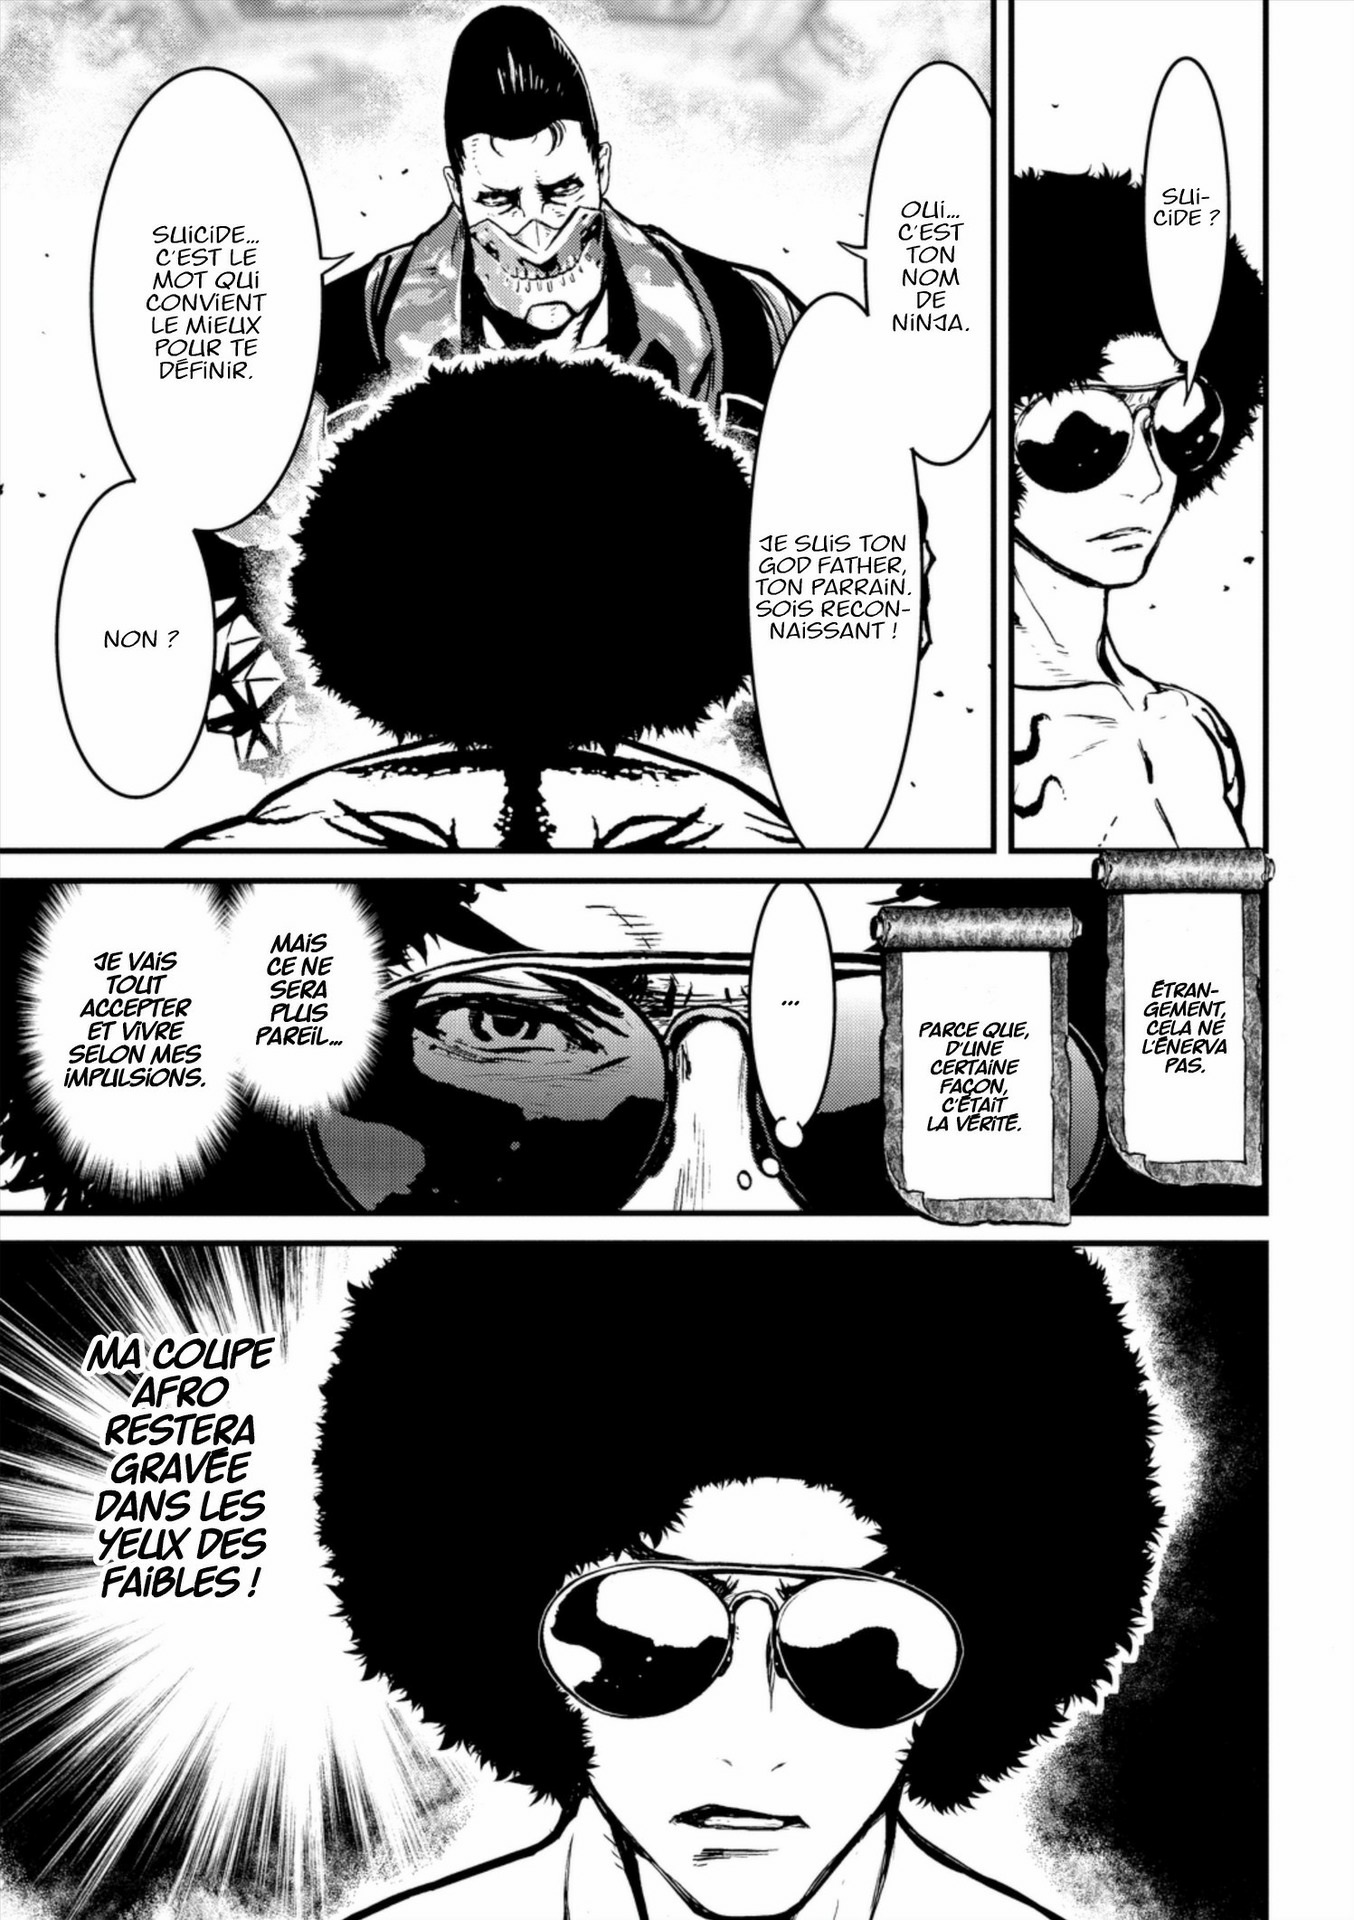 SUI-
CIDE ?
OUI...
C'EST
TON
NOM
DE
NINJA.
JE SUIS TON
GOD FATHER,
TON PARRAIN.
SOIS RECON-
NAISSANT !
SUICIDE...
C'EST LE
MOT QUI
CONVIENT
LE MIEUX
POUR TE
DÉFINIR.
NON ?
ÉTRAN-
GEMENT,
CELA NE
L'ÉNERVA
PAS.
PARCE QUE,
D'UNE
CERTAINE
FAÇON,
C'ÉTAIT
LA VÉRITÉ.
...
MAIS
CE NE
SERA
PLUS
PAREIL...
JE VAIS
TOUT
ACCEPTER
ET VIVRE
SELON MES
IMPULSIONS.
MA COUPE
AFRO
RESTERA
GRAVÉE
DANS LES
YEUX DES
FAIBLES !